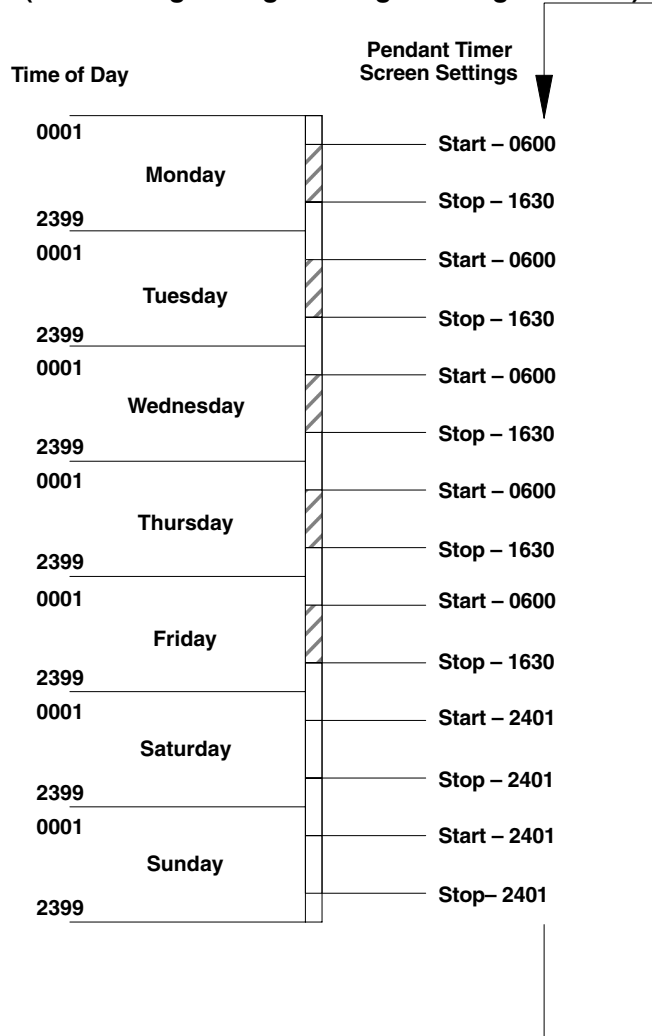 Pendant Timer
Screen Settings
Time of Day
0001
Monday
2399
Start – 0600
Stop – 1630
0001
Tuesday
2399
Start – 0600
Stop – 1630
0001
Wednesday
2399
Start – 0600
Stop – 1630
0001
Thursday
2399
Start – 0600
Stop – 1630
0001
Friday
2399
Start – 0600
Stop – 1630
0001
Saturday
2399
Start – 2401
Stop – 2401
0001
Sunday
2399
Start – 2401
Stop– 2401